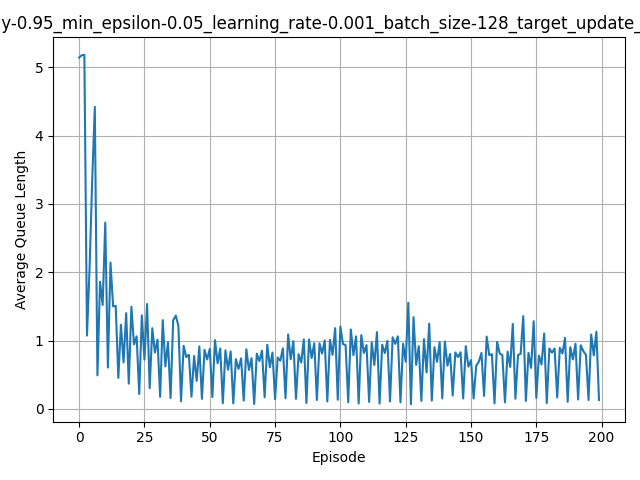 y-0.95_min_epsilon-0.05_learning_rate-0.001_batch_size-128_target_update_
5
4
3
2
1
0
Average Queue Length
0 25 50 75 100 125 150 175 200
Episode